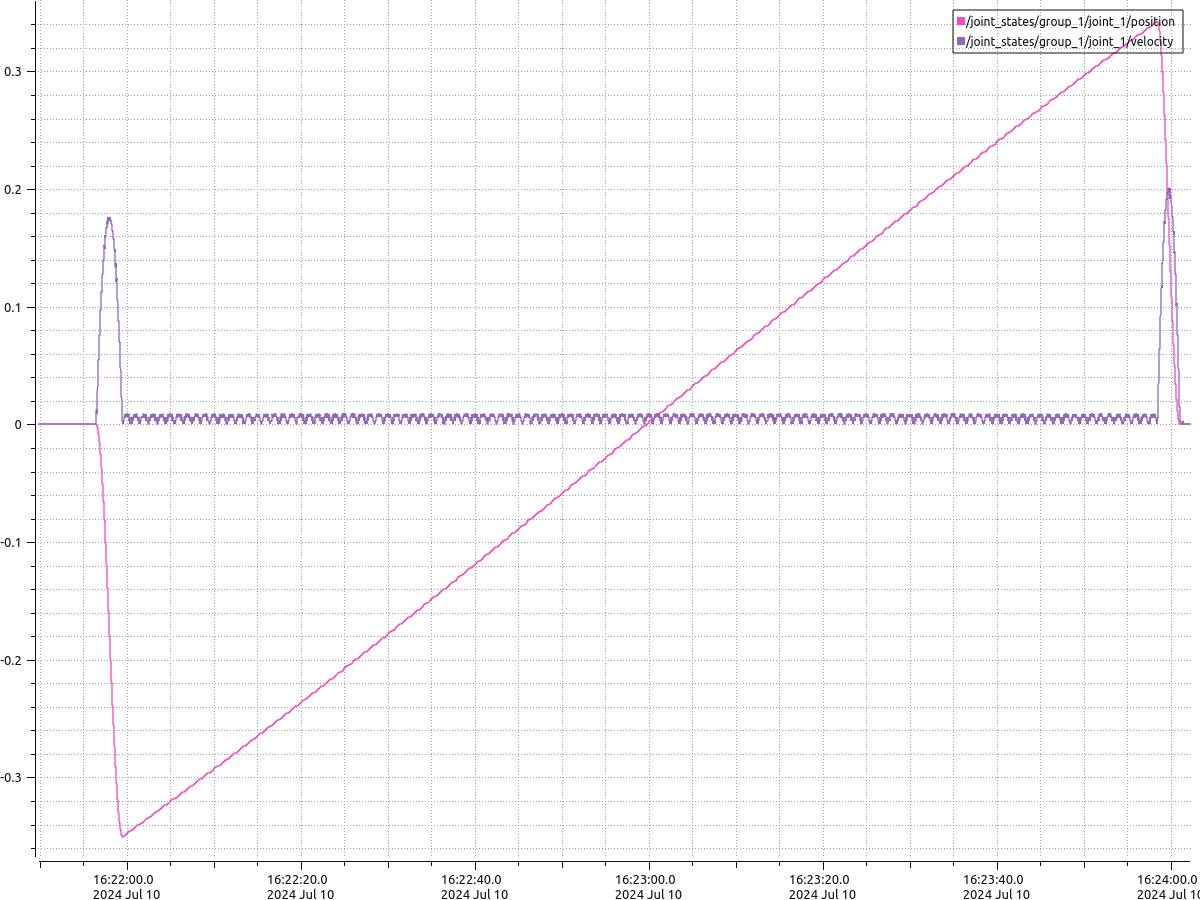 /joint_states/group_1/joint_1/position
/joint_states/group_1/joint_1/velocity
0.3
0.2
0.1
0
-0.1
-0.2
-0.3
16:22:00.0 16:22:20.0 16:22:40.0 16:23:00.0 16:23:20.0 16:23:40.0 16:24:00.0
2024 Jul 10 2024 Jul 10 2024 Jul 10 2024 Jul 10 2024 Jul 10 2024 Jul 10 2024 Jul 10